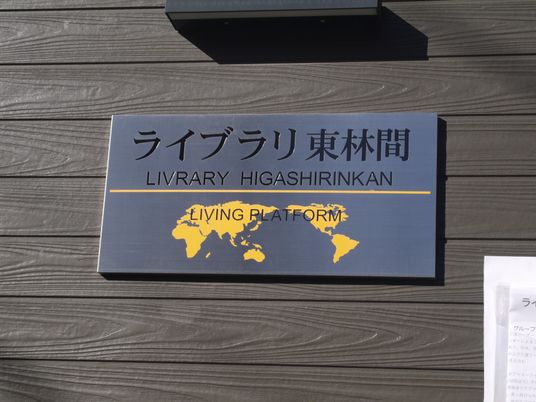 ライブラリ東林間
LIVRARY HIGASHIRINKAN
LIVING PLATFORM